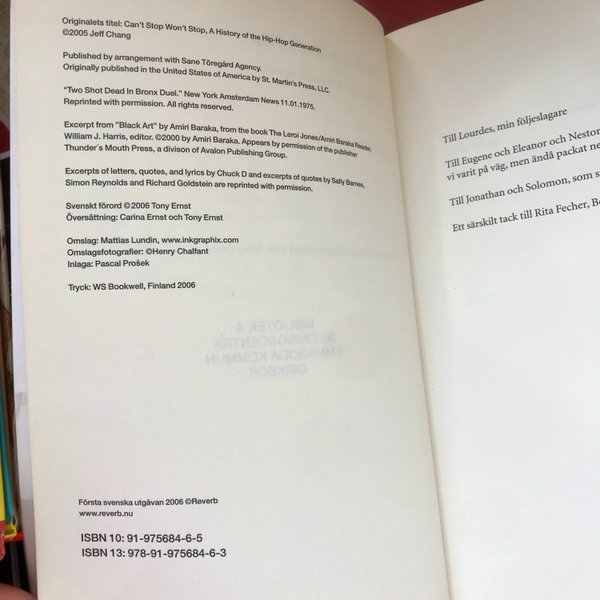 Originalets titel: Can't Stop Won't Stop, A History of the Hip-Hop Generation
©2005 Jeff Chang
Published by arrangement with Sane Töregård Agency.
Originally published in the United States of America by St. Martin's Press, LLC.
"Two Shot Dead In Bronx Duel." New York Amsterdam News 11.01.1975.
Reprinted with permission. All rights reserved.
Excerpt from "Black Art" by Amiri Baraka, from the book The Leroi Jones/Amiri Baraka Reader,
William J. Harris, editor. ©2000 by Amiri Baraka. Appears by permission of the publisher
Thunder's Mouth Press, a divison of Avalon Publishing Group.
Excerpts of letters, quotes, and lyrics by Chuck D and excerpts of quotes by Sally Barnes,
Simon Reynolds and Richard Goldstein are reprinted with permission.
Svenskt förord ©2006 Tony Ernst
Översättning: Carina Ernst och Tony Ernst
Omslag: Mattias Lundin, www.inkgraphix.com
Omslagsfotografier: ©Henry Chalfant
Inlaga: Pascal Prošek
Tryck: WS Bookwell, Finland 2006
BIBLIOTEK &
BILDNINGSCENTRA
EMMABODA KOMMUN
Första svenska utgåvan 2006 ©Reverb
www.reverb.nu
ISBN 10: 91-975684-6-5
ISBN 13: 978-91-975684-6-3
Till Lourdes, min följeslagare
Till Eugene och Eleanor och Nestor
vi varit på väg, men ändå packat
Till Jonathan och Solomon, som
Ett särskilt tack till Rita Fecher,